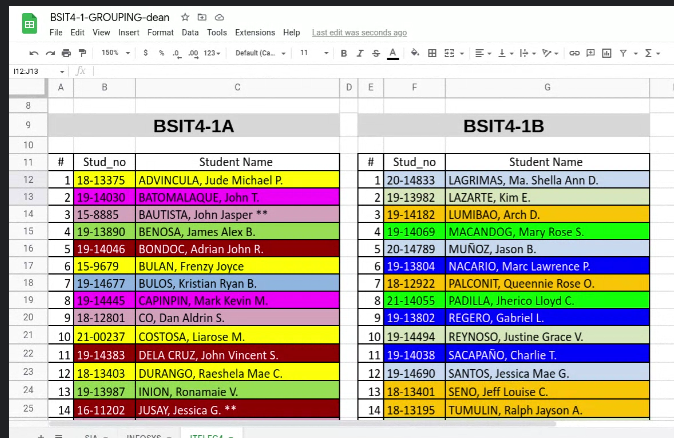 BSIT4-1-GROUPING-dean
File Edit View Insert Format Data Tools Extensions Help Last edit was seconds ago
150% $ % .0 .00 123 Default (Ca... 11 B I S A
I12:J13 fx
A B C D E F G
8
9 BSIT4-1A BSIT4-1B
10
11 # Stud_no Student Name # Stud_no Student Name
12 1 18-13375 ADVINCULA, Jude Michael P. 1 20-14833 LAGRIMAS, Ma. Shella Ann D.
13 2 19-14030 BATOMALAQUE, John T. 2 19-13982 LAZARTE, Kim E.
14 3 15-8885 BAUTISTA, John Jasper ** 3 19-14182 LUMIBAO, Arch D.
15 4 19-13890 BENOSA, James Alex B. 4 19-14069 MACANDOG, Mary Rose S.
16 5 19-14046 BONDOC, Adrian John R. 5 20-14789 MUÑOZ, Jason B.
17 6 15-9679 BULAN, Frenzy Joyce 6 19-13804 NACARIO, Marc Lawrence P.
18 7 19-14677 BULOS, Kristian Ryan B. 7 18-12922 PALCONIT, Queennie Rose O.
19 8 19-14445 CAPINPIN, Mark Kevin M. 8 21-14055 PADILLA, Jherico Lloyd C.
20 9 18-12801 CO, Dan Aldrin S. 9 19-13802 REGERO, Gabriel L.
21 10 21-00237 COSTOSA, Liarose M. 10 19-14494 REYNOSO, Justine Grace V.
22 11 19-14383 DELA CRUZ, John Vincent S. 11 19-14038 SACAPAÑO, Charlie T.
23 12 18-13403 DURANGO, Raeshela Mae C. 12 19-14690 SANTOS, Jessica Mae G.
24 13 19-13987 INION, Ronamaie V. 13 18-13401 SENO, Jeff Louise C.
25 14 16-11202 JUSAY, Jessica G. ** 14 18-13195 TUMULIN, Ralph Jayson A.